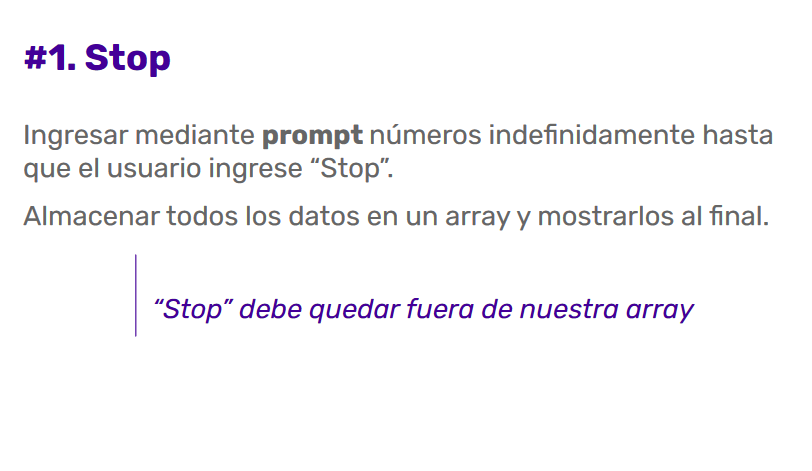 #1. Stop
Ingresar mediante prompt números indefinidamente hasta
que el usuario ingrese “Stop”.
Almacenar todos los datos en un array y mostrarlos al final.
“Stop” debe quedar fuera de nuestra array